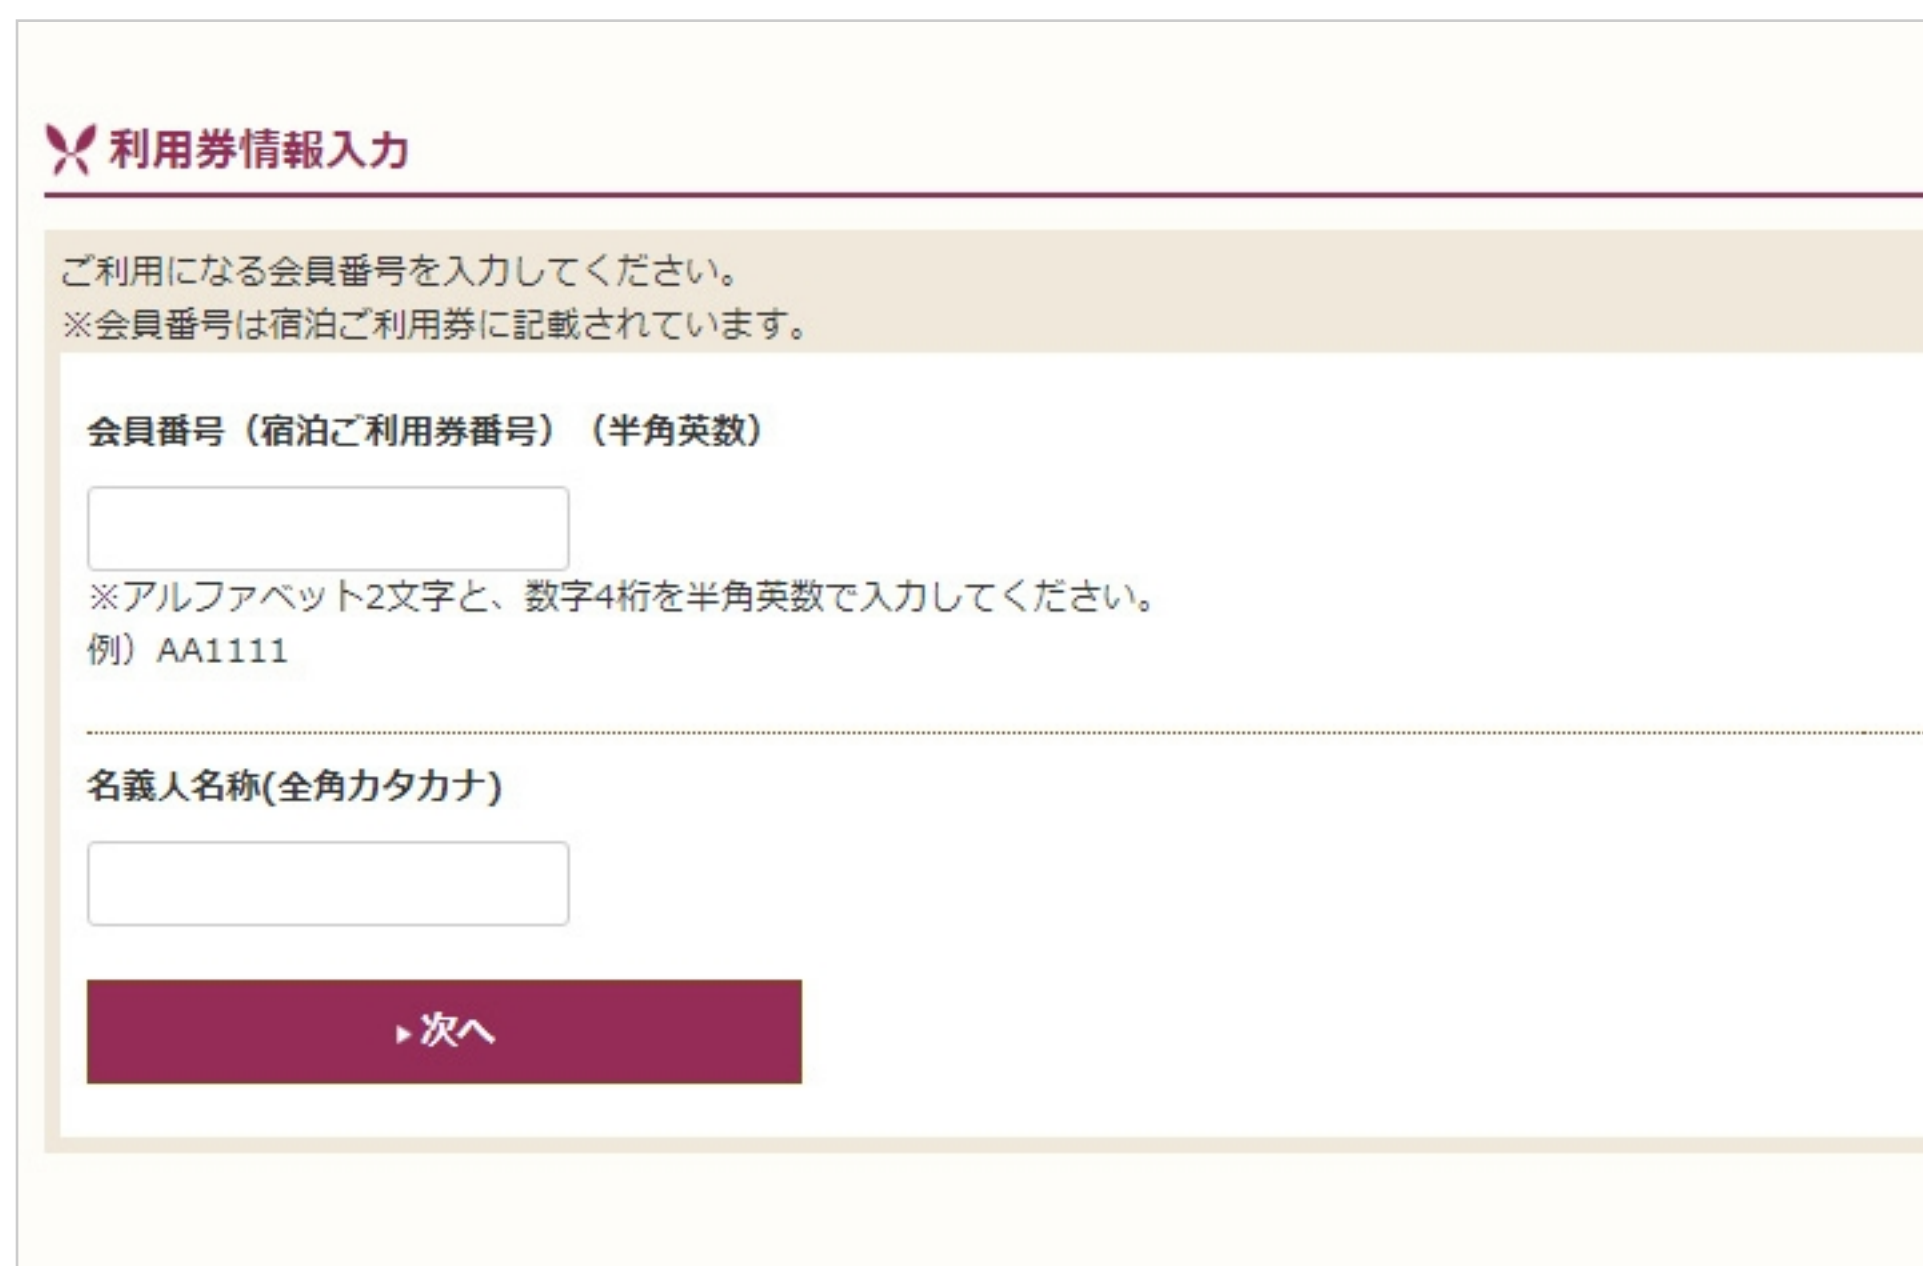 利用券情報入力
ご利用になる会員番号を入力してください。
※会員番号は宿泊ご利用券に記載されています。
会員番号（宿泊ご利用券番号）（半角英数）
※アルファベット2文字と、数字4桁を半角英数で入力してください。
例）AA1111
名義人名称(全角カタカナ)
次へ